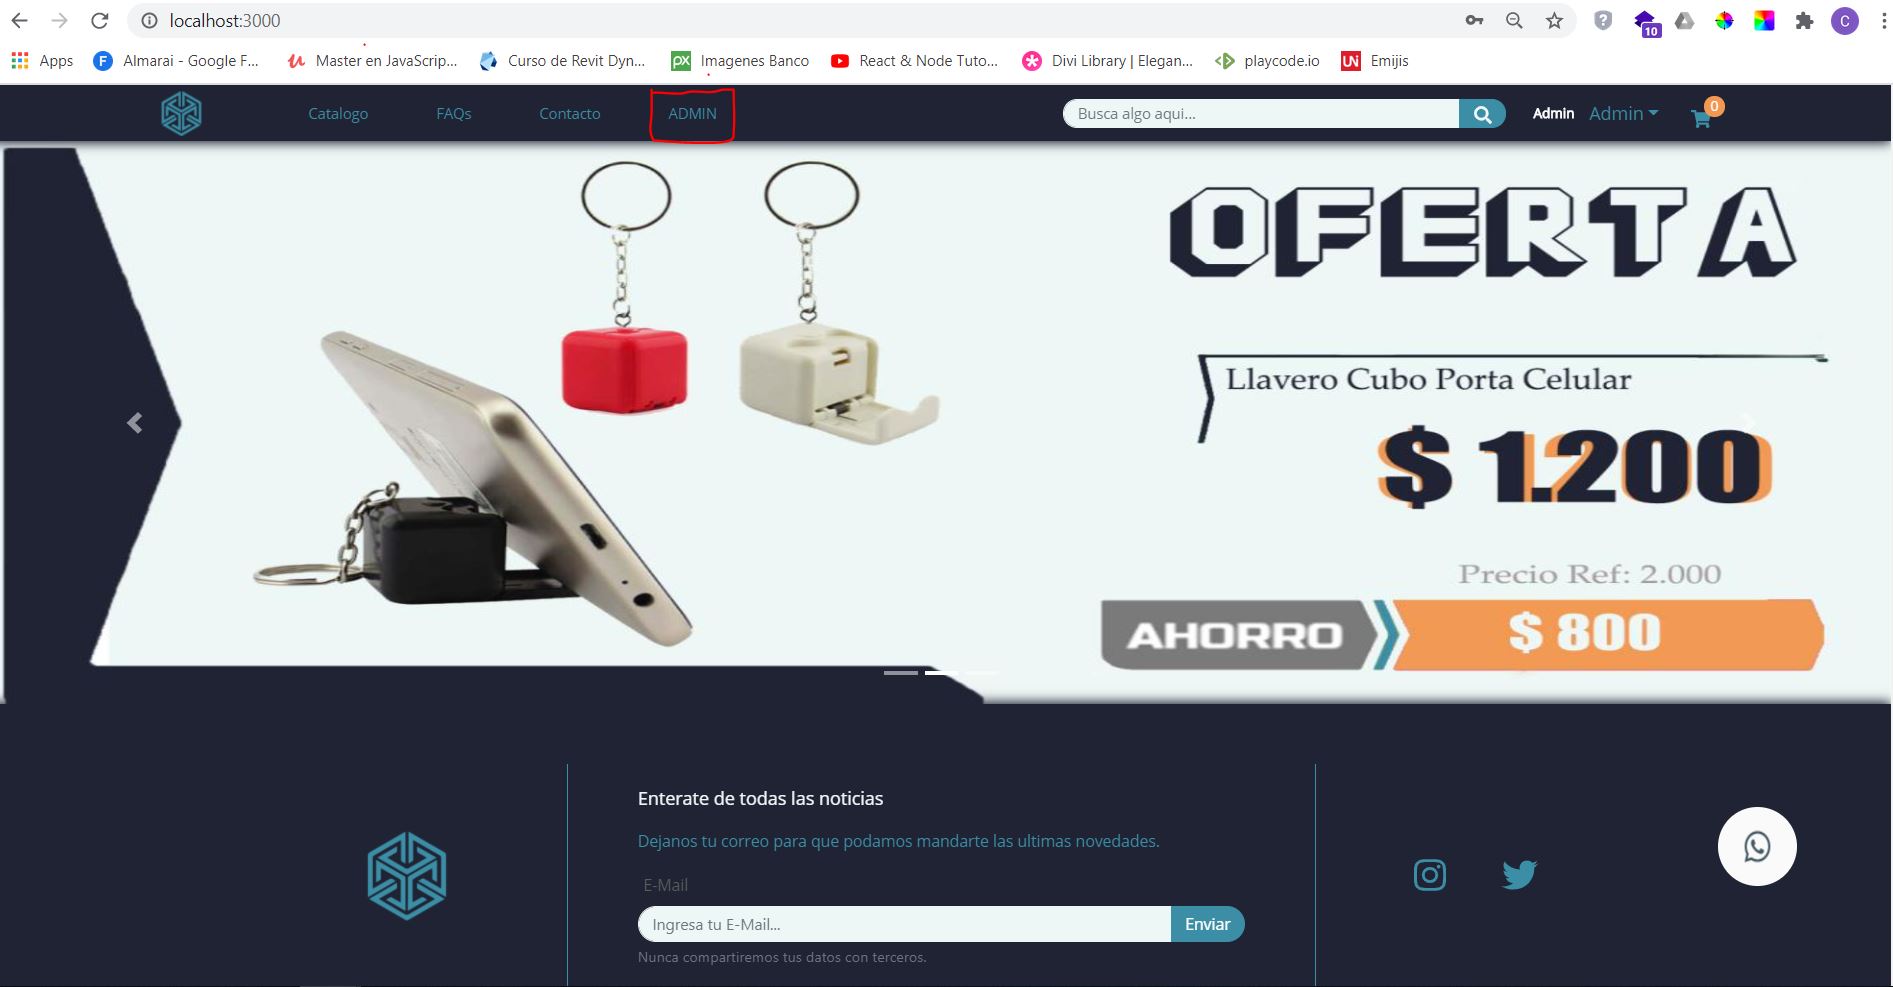 localhost:3000
10
C
Apps
F
Almarai - Google F...
Master en JavaScrip...
Curso de Revit Dyn...
PX
Imagenes Banco
React & Node Tuto...
Divi Library | Elegan...
playcode.io
UN
Emijis
Catalogo
FAQs
Contacto
ADMIN
Busca algo aqui...
Admin
Admin
0
OFERTA
Llavero Cubo Porta Celular
$ 1.200
Precio Ref: 2.000
AHORRO
$ 800
Enterate de todas las noticias
Dejanos tu correo para que podamos mandarte las ultimas novedades.
E-Mail
Ingresa tu E-Mail...
Enviar
Nunca compartiremos tus datos con terceros.